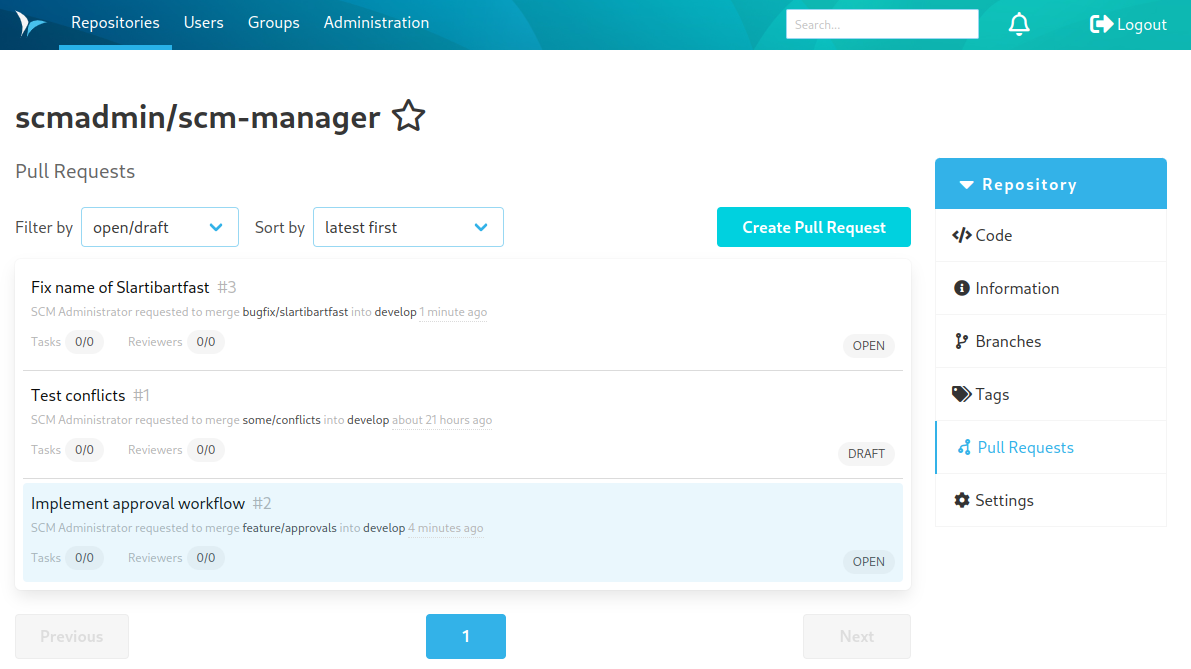 Repositories Users Groups Administration Search... Logout
scmadmin/scm-manager
Pull Requests
Filter by open/draft Sort by latest first Create Pull Request
Fix name of Slartibartfast #3
SCM Administrator requested to merge bugfix/slartibartfast into develop 1 minute ago
Tasks 0/0 Reviewers 0/0 OPEN
Test conflicts #1
SCM Administrator requested to merge some/conflicts into develop about 21 hours ago
Tasks 0/0 Reviewers 0/0 DRAFT
Implement approval workflow #2
SCM Administrator requested to merge feature/approvals into develop 4 minutes ago
Tasks 0/0 Reviewers 0/0 OPEN
Previous 1 Next
Repository
Code
Information
Branches
Tags
Pull Requests
Settings